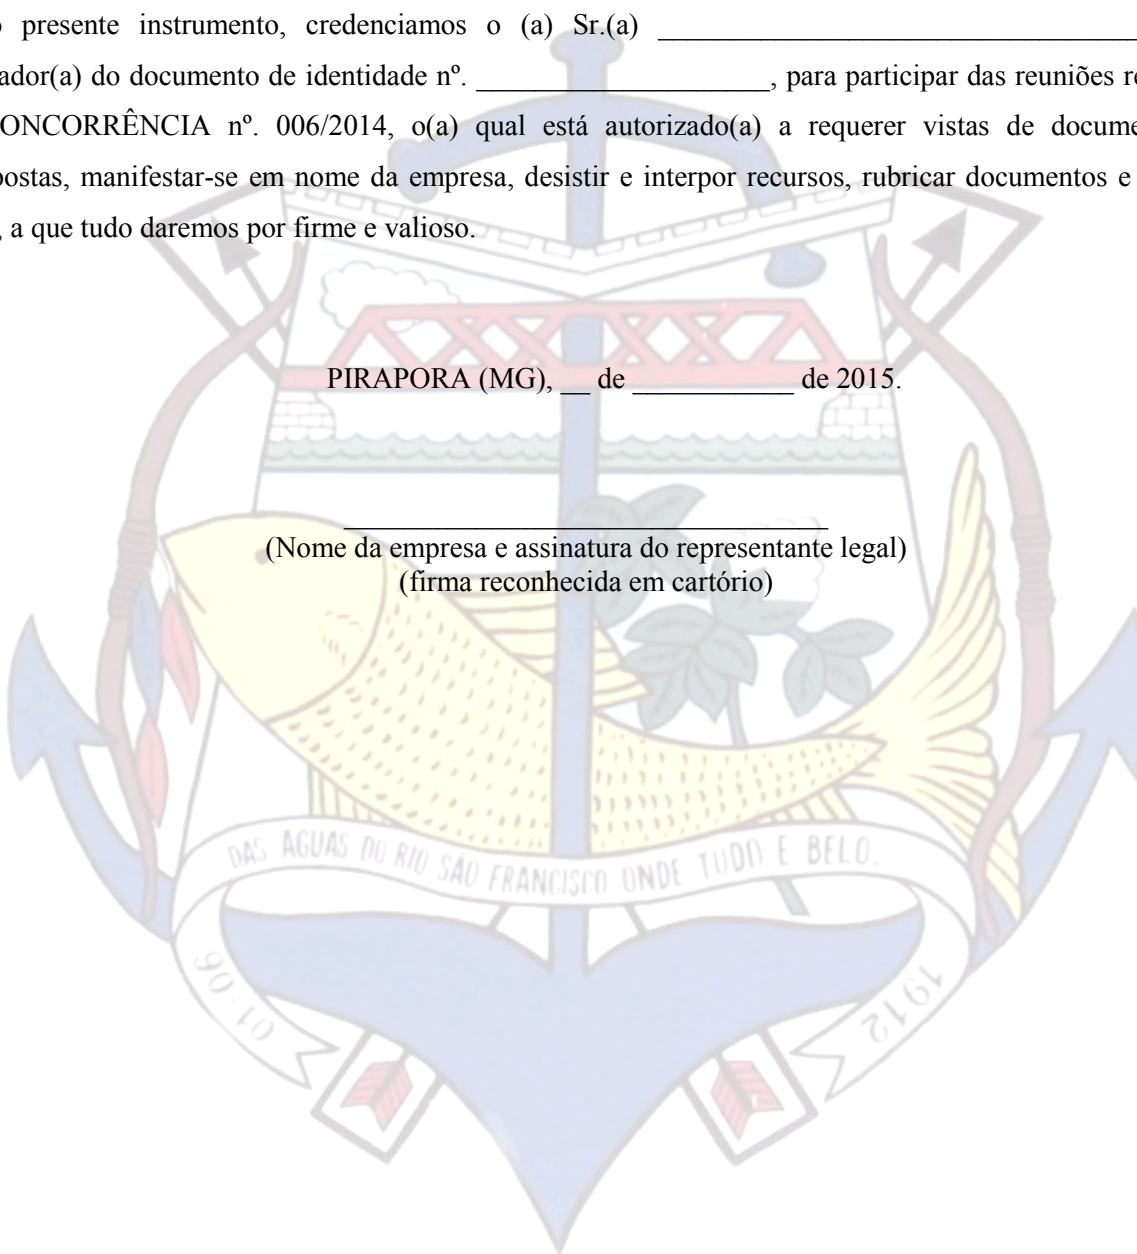 o presente instrumento, credenciamos o (a) Sr.(a) _________________________________
ador(a) do documento de identidade nº. ____________________, para participar das reuniões re
ONCORRÊNCIA nº. 006/2014, o(a) qual está autorizado(a) a requerer vistas de docume
postas, manifestar-se em nome da empresa, desistir e interpor recursos, rubricar documentos e
, a que tudo daremos por firme e valioso.
PIRAPORA (MG), __ de ___________ de 2015.
_________________________________
(Nome da empresa e assinatura do representante legal)
(firma reconhecida em cartório)
DAS AGUAS DO RIO SÃO FRANCISCO ONDE TUDO E BELO.
01-06
1912